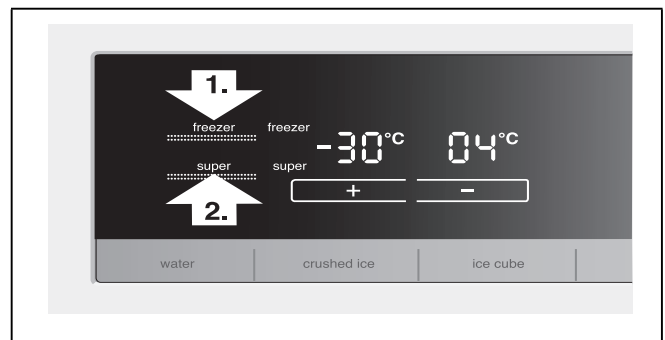 1.
freezer freezer
-30°C 04°C
super super
+ −
2.
water crushed ice ice cube